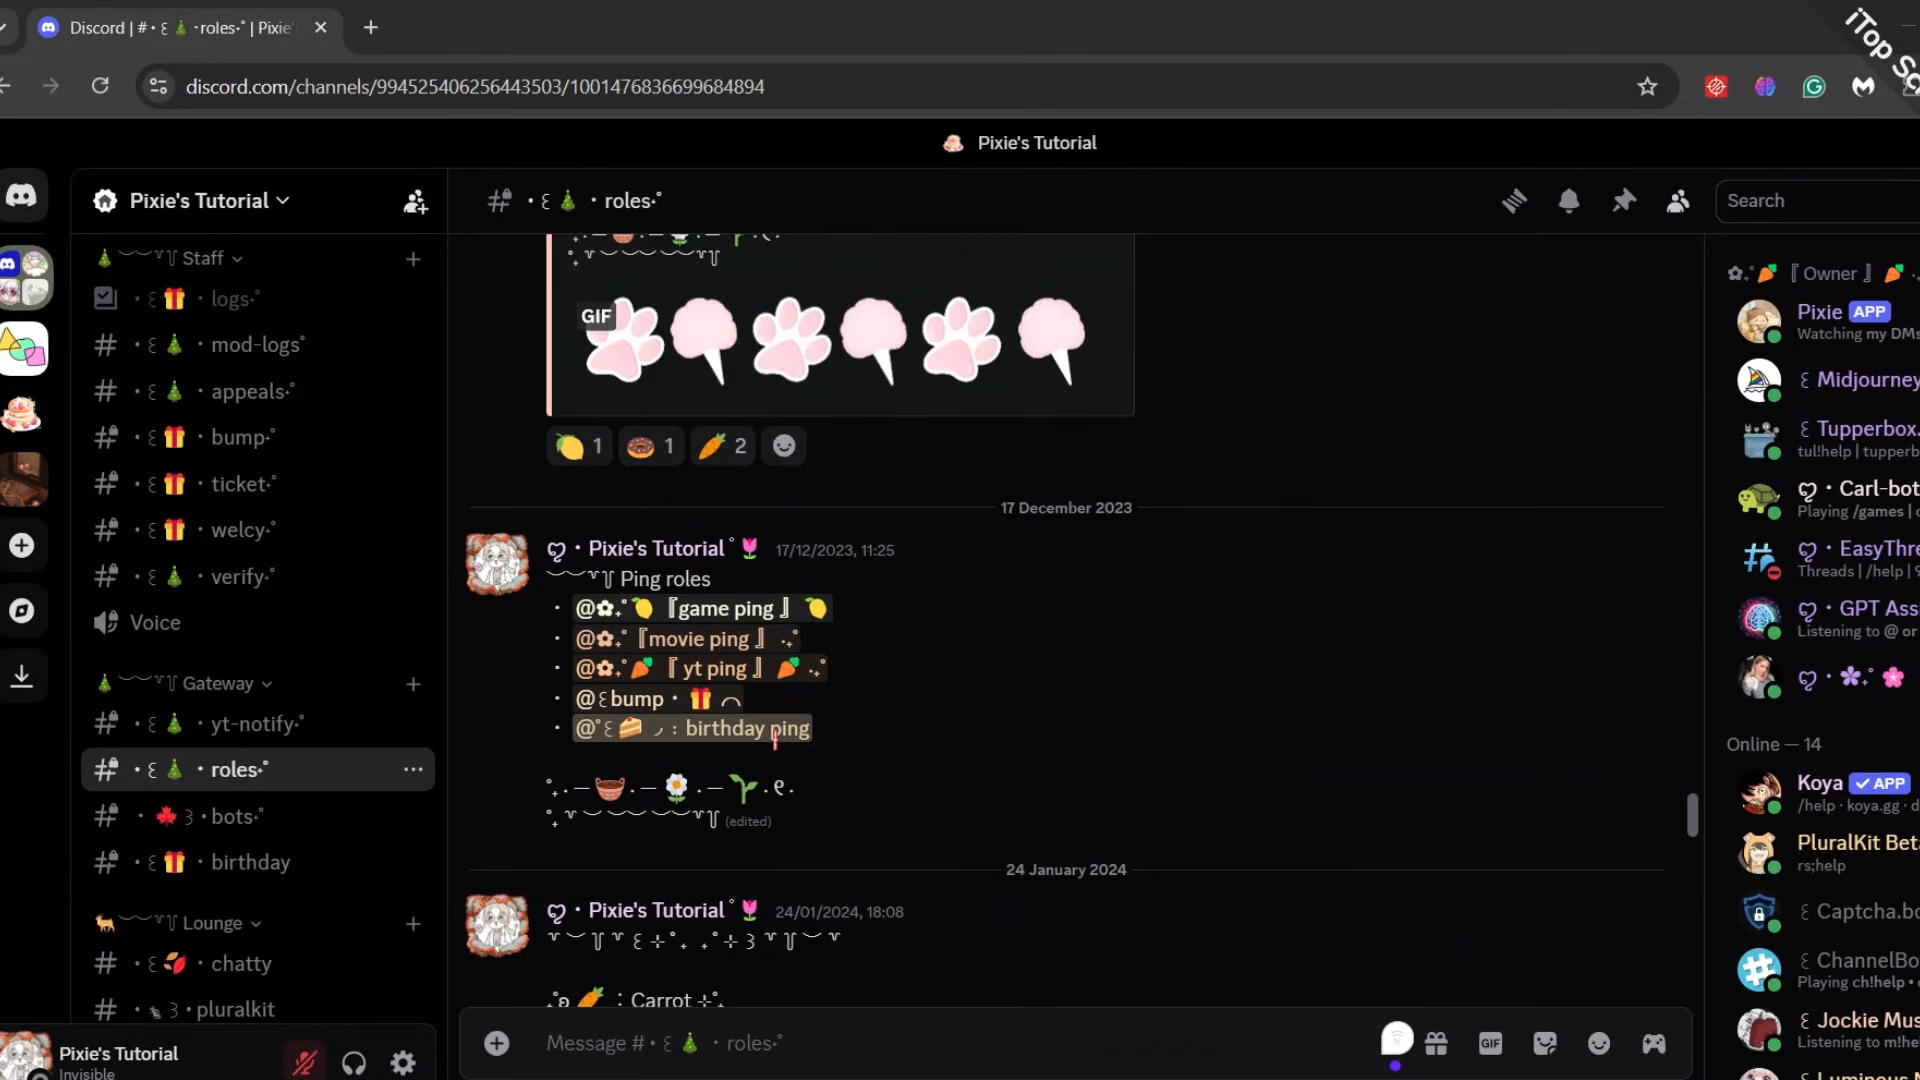 Discord | # • ꒰🎄・roles˖° | Pixie'
discord.com/channels/994525406256443503/1001476836699684894
iTop Sc
Pixie's Tutorial
Pixie's Tutorial
・꒰🎄・roles˖°
Search
Staff
・꒰🎁・logs˖°
・꒰🎄・mod-logs˖°
・꒰🎄・appeals˖°
・꒰🎁・bump˖°
・꒰🎁・ticket˖°
・꒰🎁・welcy˖°
・꒰🎄・verify˖°
Voice
Gateway
・꒰🎄・yt-notify˖°
・꒰🎄・roles˖°
・🍁꒱・bots˖°
・꒰🎁・birthday
Lounge
・꒰・chatty
・꒱・pluralkit
Pixie's Tutorial
Invisible
GIF
🍋 1 🍩 1 🥕 2
17 December 2023
ღ・Pixie's Tutorial ˚🌷 17/12/2023, 11:25
Ping roles
• @✿˖°🍋『game ping 』 🍋
• @✿˖°『movie ping 』 ˖°
• @✿˖°🥕『 yt ping 』 🥕 ˖°
• @꒰bump・ 🎁 ⌒
• @˚꒰🍰 : birthday ping
(edited)
24 January 2024
ღ・Pixie's Tutorial ˚🌷 24/01/2024, 18:08
🥕 : Carrot ⊹˚
Message #・꒰🎄・roles˖°
GIF
✿˖°🥕『 Owner 』 🥕
Pixie APP
Watching my DMs
꒰ Midjourney
꒰ Tupperbox.
tul!help | tupperb
ღ・Carl-bot
Playing /games |
ღ・EasyThre
Threads | /help |
ღ・GPT Ass
Listening to @ or
ღ・
Online — 14
Koya ✓ APP
/help · koya.gg · d
PluralKit Bet
rs;help
꒰ Captcha.bo
꒰ ChannelBo
Playing ch!help •
꒰ Jockie Mus
Listening to m!he
꒰ Luminous